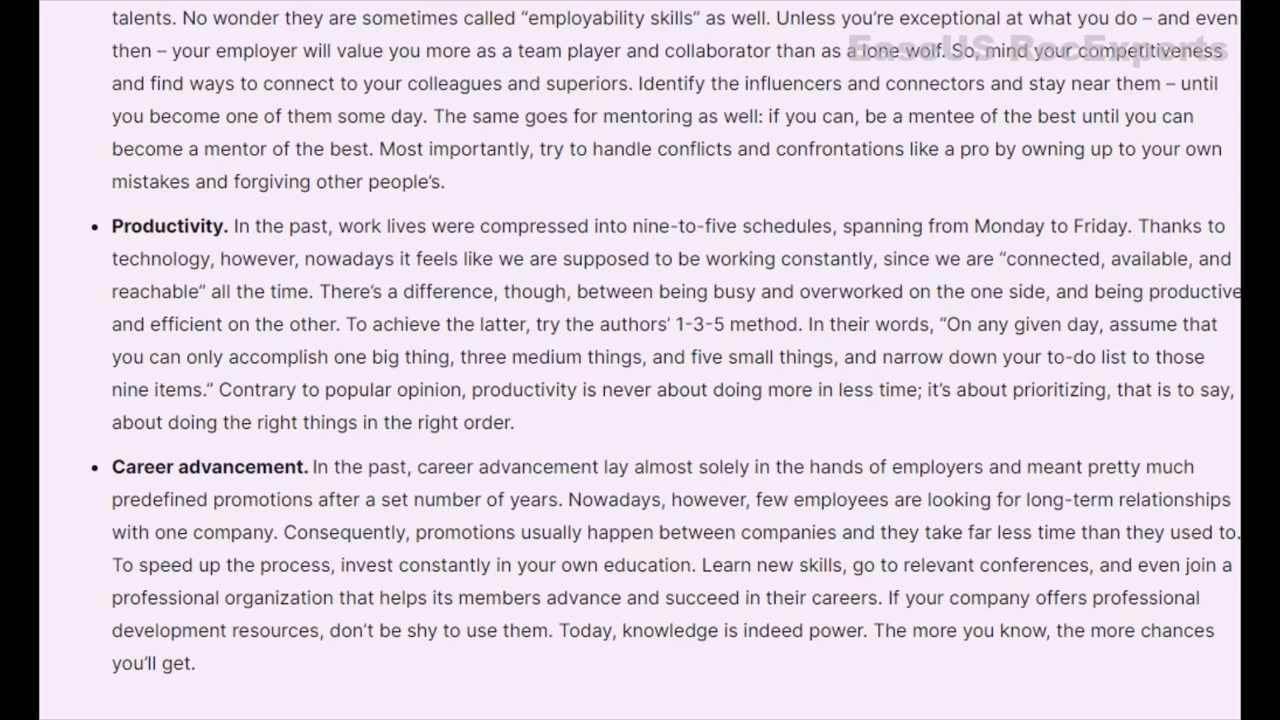 talents. No wonder they are sometimes called “employability skills” as well. Unless you’re exceptional at what you do – and even
then – your employer will value you more as a team player and collaborator than as a lone wolf. So, mind your competitiveness
EaseUS RecExperts
and find ways to connect to your colleagues and superiors. Identify the influencers and connectors and stay near them – until
you become one of them some day. The same goes for mentoring as well: if you can, be a mentee of the best until you can
become a mentor of the best. Most importantly, try to handle conflicts and confrontations like a pro by owning up to your own
mistakes and forgiving other people’s.
• Productivity. In the past, work lives were compressed into nine-to-five schedules, spanning from Monday to Friday. Thanks to
technology, however, nowadays it feels like we are supposed to be working constantly, since we are “connected, available, and
reachable” all the time. There’s a difference, though, between being busy and overworked on the one side, and being productive
and efficient on the other. To achieve the latter, try the authors’ 1-3-5 method. In their words, “On any given day, assume that
you can only accomplish one big thing, three medium things, and five small things, and narrow down your to-do list to those
nine items.” Contrary to popular opinion, productivity is never about doing more in less time; it’s about prioritizing, that is to say,
about doing the right things in the right order.
• Career advancement. In the past, career advancement lay almost solely in the hands of employers and meant pretty much
predefined promotions after a set number of years. Nowadays, however, few employees are looking for long-term relationships
with one company. Consequently, promotions usually happen between companies and they take far less time than they used to.
To speed up the process, invest constantly in your own education. Learn new skills, go to relevant conferences, and even join a
professional organization that helps its members advance and succeed in their careers. If your company offers professional
development resources, don’t be shy to use them. Today, knowledge is indeed power. The more you know, the more chances
you’ll get.